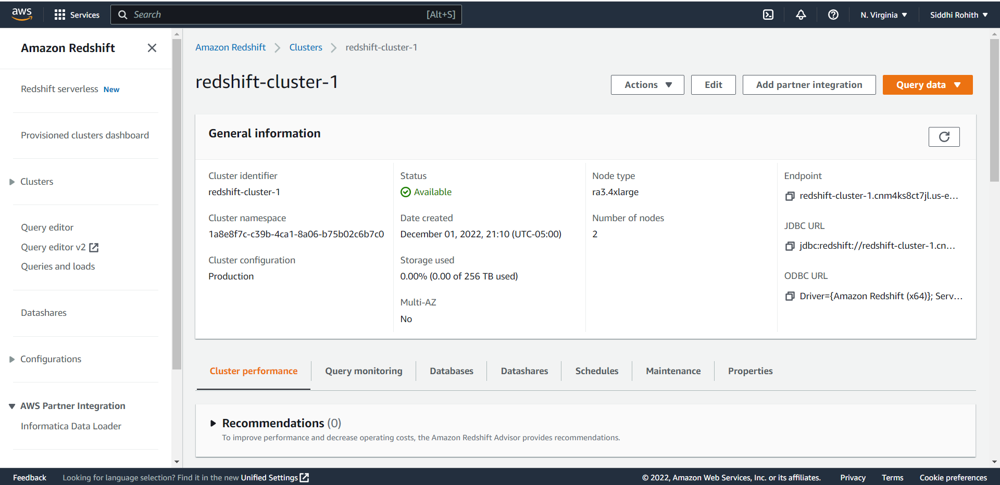 aws
Services
Search
[Alt+S]
N. Virginia
Siddhi Rohith
Amazon Redshift
Redshift serverless New
Provisioned clusters dashboard
Clusters
Query editor
Query editor v2
Queries and loads
Datashares
Configurations
AWS Partner Integration
Informatica Data Loader
Amazon Redshift
Clusters
redshift-cluster-1
redshift-cluster-1
Actions
Edit
Add partner integration
Query data
General information
Cluster identifier
redshift-cluster-1
Cluster namespace
1a8e8f7c-c39b-4ca1-8a06-b75b02c6b7c0
Cluster configuration
Production
Status
Available
Date created
December 01, 2022, 21:10 (UTC-05:00)
Storage used
0.00% (0.00 of 256 TB used)
Multi-AZ
No
Node type
ra3.4xlarge
Number of nodes
2
Endpoint
redshift-cluster-1.cnm4ks8ct7jl.us-e...
JDBC URL
jdbc:redshift://redshift-cluster-1.cn...
ODBC URL
Driver={Amazon Redshift (x64)}; Serv...
Cluster performance
Query monitoring
Databases
Datashares
Schedules
Maintenance
Properties
Recommendations (0)
To improve performance and decrease operating costs, the Amazon Redshift Advisor provides recommendations.
Feedback
Looking for language selection? Find it in the new Unified Settings
© 2022, Amazon Web Services, Inc. or its affiliates.
Privacy
Terms
Cookie preferences